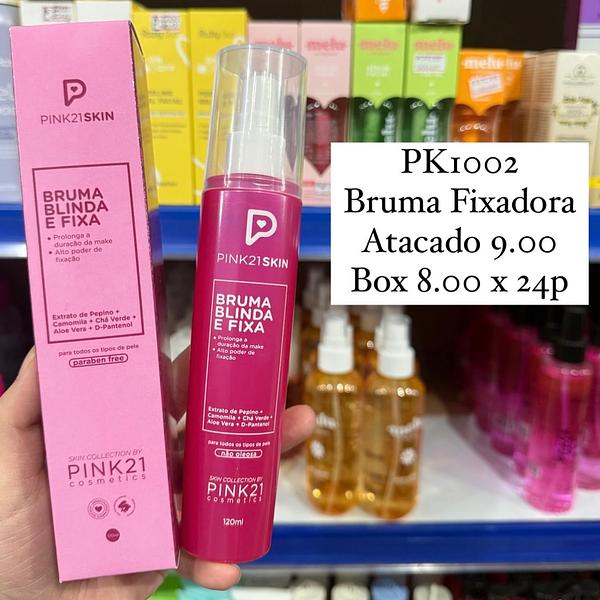 PINK21SKIN
BRUMA
BLINDA
E FIXA
• Prolonga a
duração da make
• Alto poder de
fixação
Extrato de Pepino +
Camomila + Chá Verde +
Aloe Vera + D-Pantenol
para todos os tipos de pele
paraben free
SKIN COLLECTION BY
PINK21
cosmetics
PINK21SKIN
BRUMA
BLINDA
E FIXA
• Prolonga a
duração da make
• Alto poder de
fixação
Extrato de Pepino +
Camomila + Chá Verde +
Aloe Vera + D-Pantenol
para todos os tipos de pele
não oleosa
SKIN COLLECTION BY
PINK21
cosmetics
120ml
PK1002
Bruma Fixadora
Atacado 9.00
Box 8.00 x 24p
melu
melu
melu